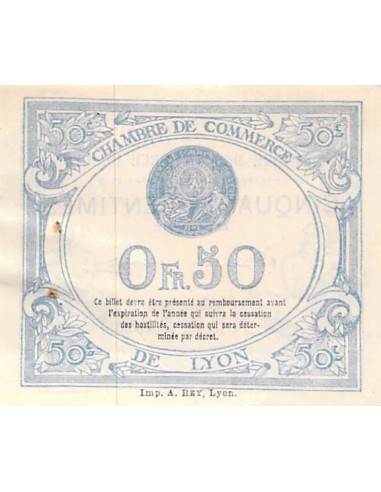 50c 50c
CHAMBRE DE COMMERCE
0 FR. 50
Ce billet devra être présenté au remboursement avant
l'expiration de l'année qui suivra la cessation
des hostilités, cessation qui sera déter-
minée par décret.
50c 50c
DE LYON
Imp. A. REY, Lyon.